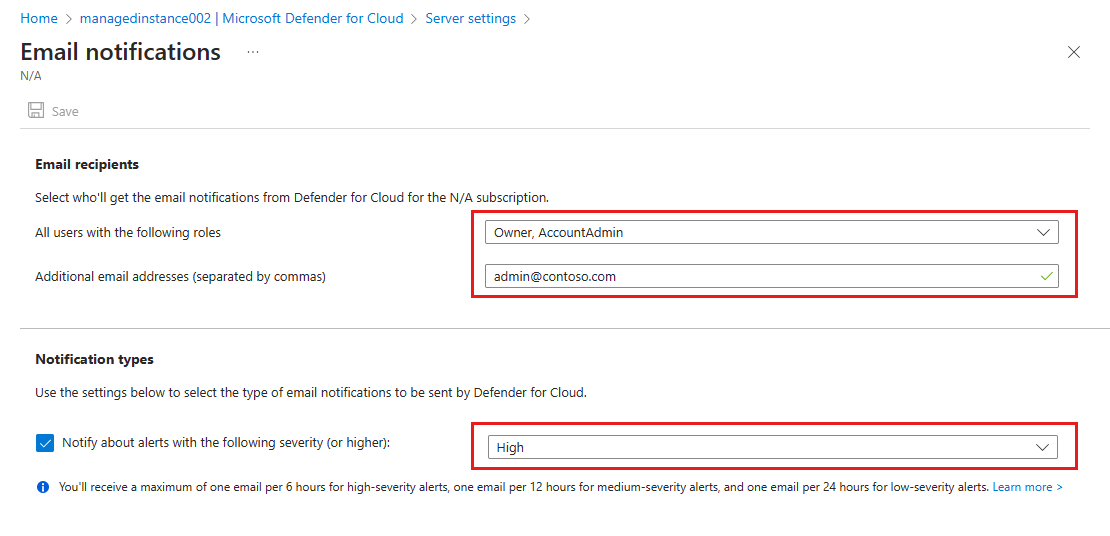 Home > managedinstance002 | Microsoft Defender for Cloud > Server settings >
Email notifications ...
N/A
Save
Email recipients
Select who'll get the email notifications from Defender for Cloud for the N/A subscription.
All users with the following roles Owner, AccountAdmin
Additional email addresses (separated by commas) admin@contoso.com
Notification types
Use the settings below to select the type of email notifications to be sent by Defender for Cloud.
Notify about alerts with the following severity (or higher): High
You'll receive a maximum of one email per 6 hours for high-severity alerts, one email per 12 hours for medium-severity alerts, and one email per 24 hours for low-severity alerts. Learn more >